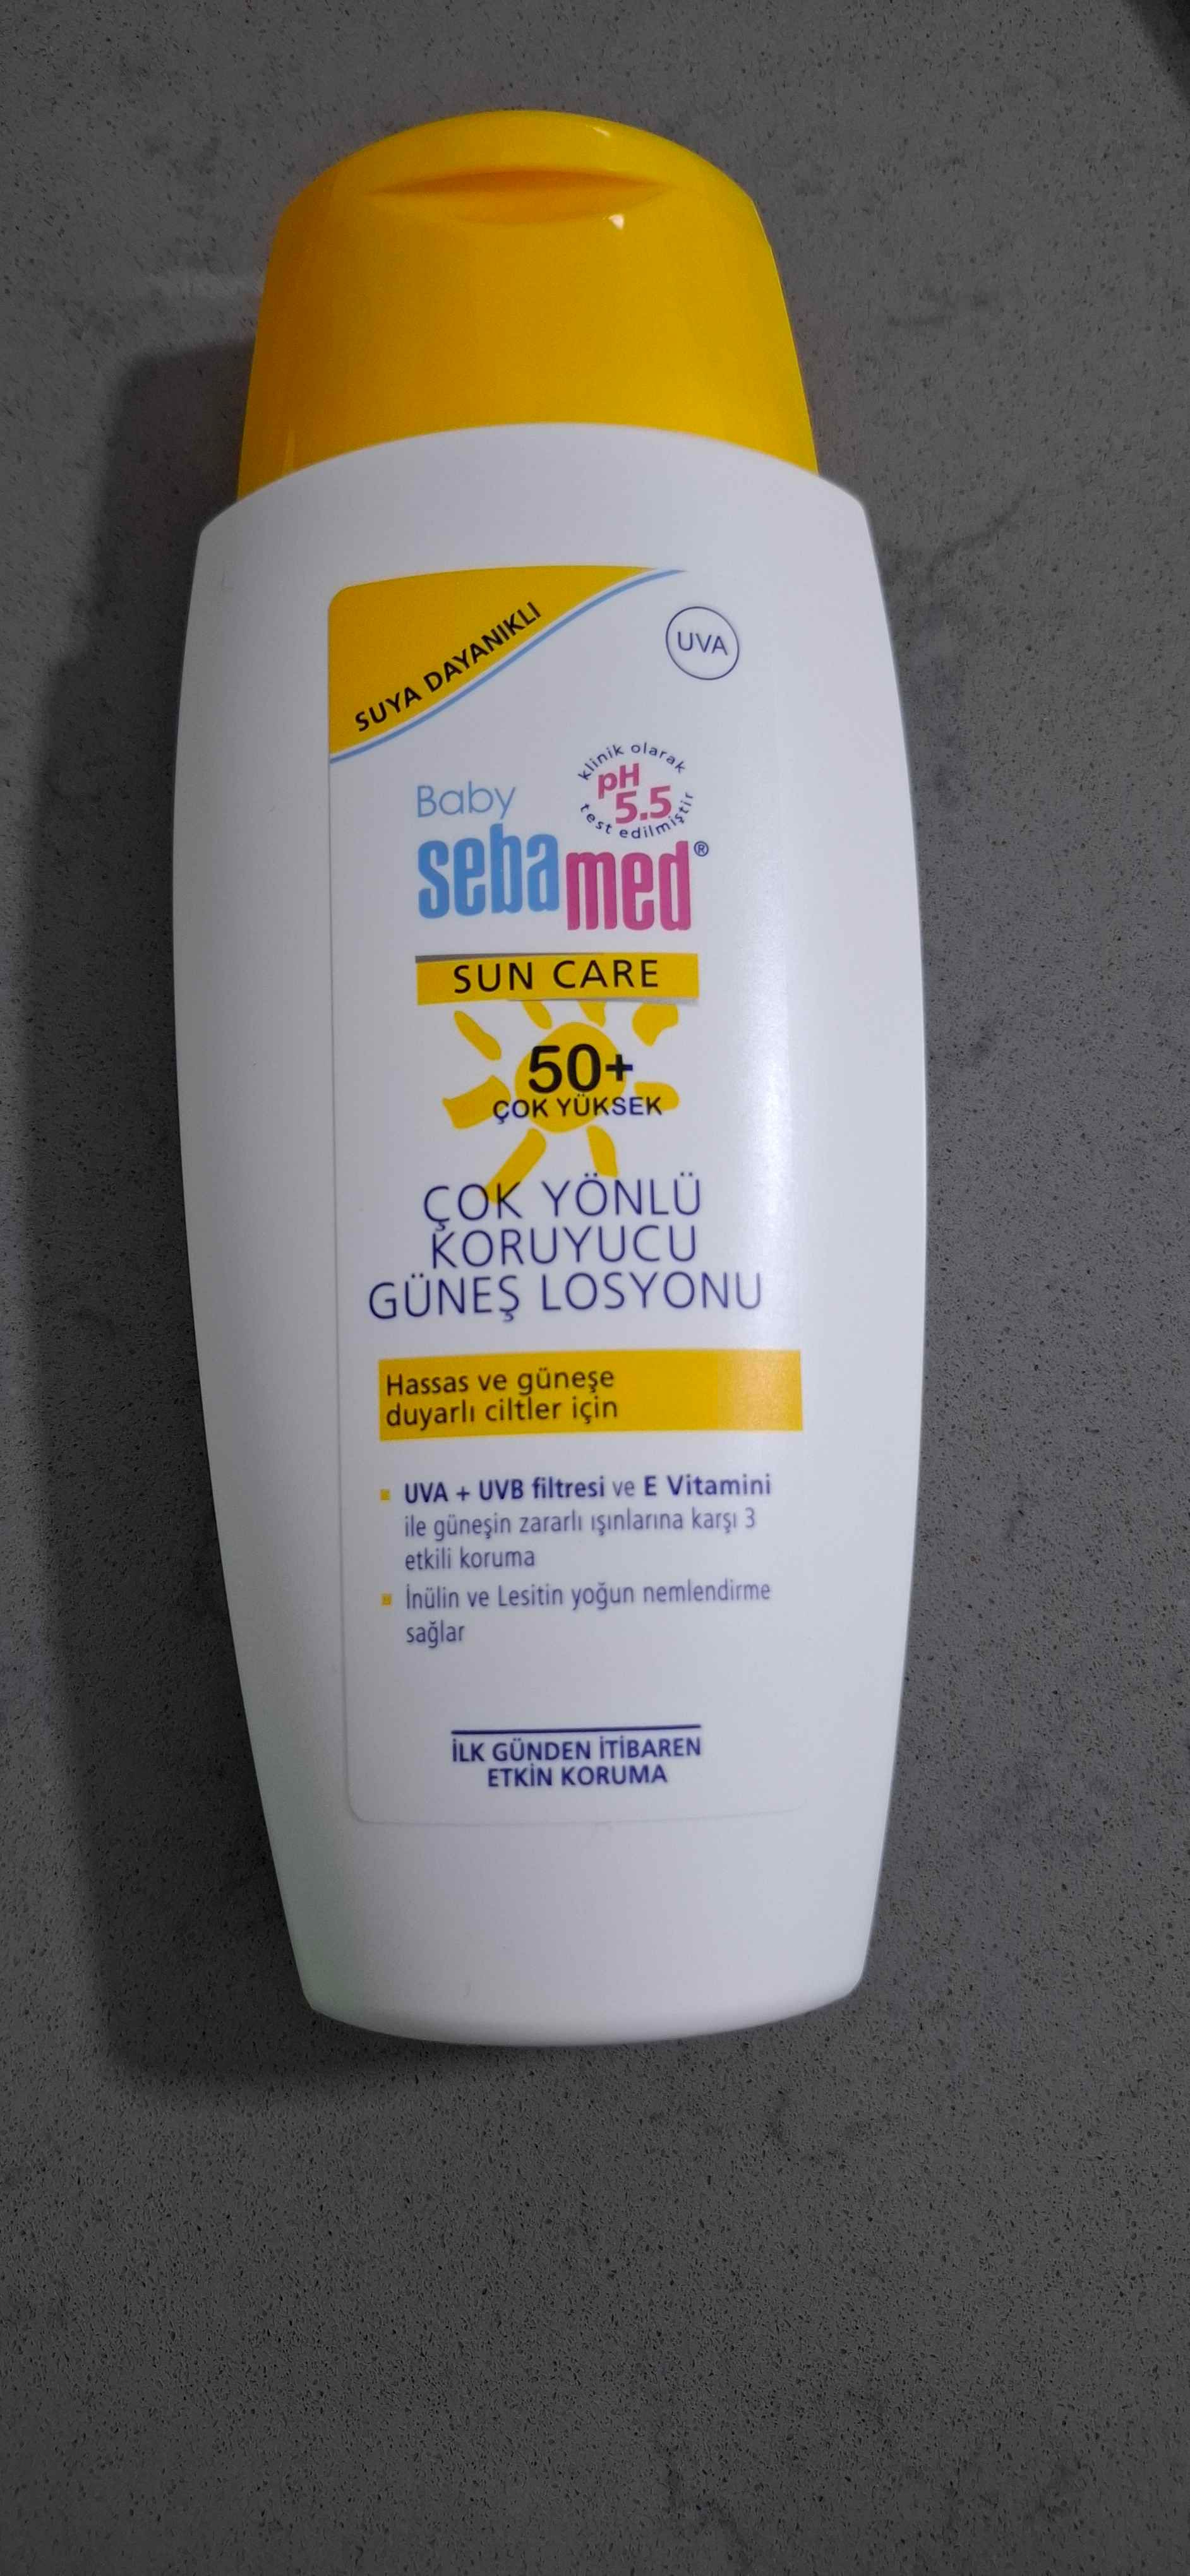 SUYA DAYANIKLI
UVA
klinik olarak
pH
5.5
test edilmiştir
Baby
sebamed®
SUN CARE
50+
ÇOK YÜKSEK
ÇOK YÖNLÜ
KORUYUCU
GÜNEŞ LOSYONU
Hassas ve güneşe
duyarlı ciltler için
UVA + UVB filtresi ve E Vitamini
ile güneşin zararlı ışınlarına karşı 3
etkili koruma
İnülin ve Lesitin yoğun nemlendirme
sağlar
İLK GÜNDEN İTİBAREN
ETKİN KORUMA